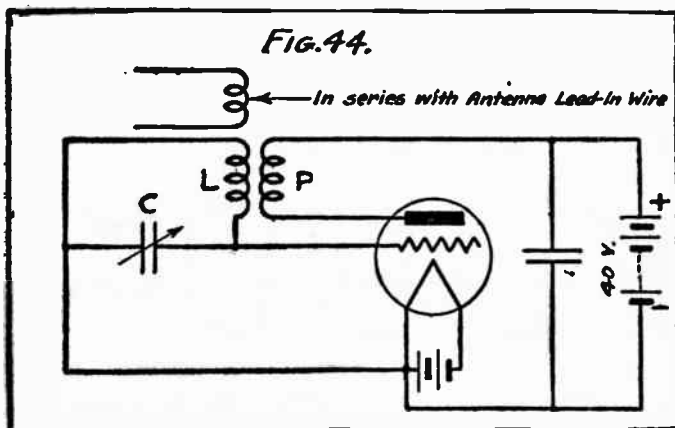 FIG.44.
In series with Antenna Lead-In Wire
L P
C
+
40 V.
-